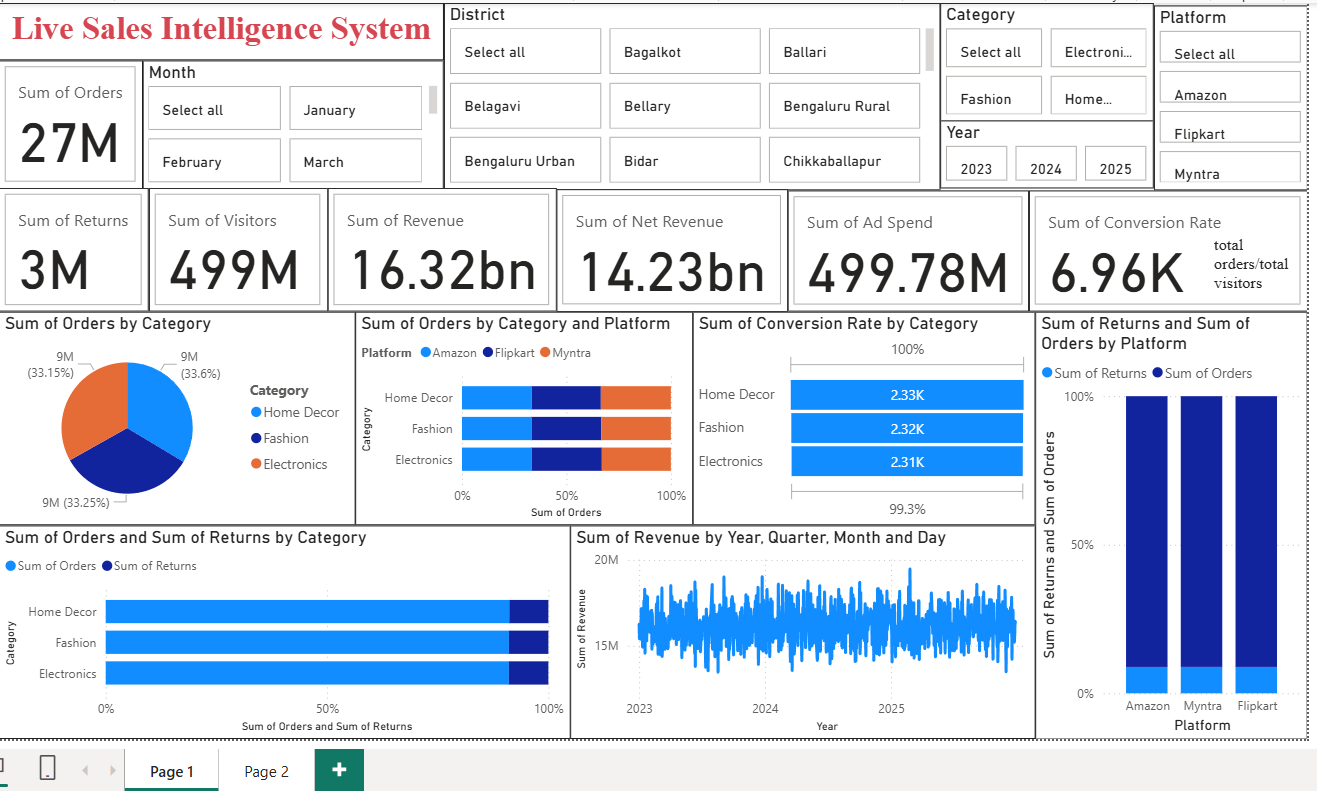 Live Sales Intelligence System
Sum of Orders
27M
Month
Select all
January
February
March
District
Select all
Bagalkot
Ballari
Belagavi
Bellary
Bengaluru Rural
Bengaluru Urban
Bidar
Chikkaballapur
Category
Select all
Electroni...
Fashion
Home...
Year
2023
2024
2025
Platform
Select all
Amazon
Flipkart
Myntra
Sum of Returns
3M
Sum of Visitors
499M
Sum of Revenue
16.32bn
Sum of Net Revenue
14.23bn
Sum of Ad Spend
499.78M
Sum of Conversion Rate
6.96K
total
orders/total
visitors
Sum of Orders by Category
9M
(33.15%)
9M
(33.6%)
9M (33.25%)
Category
Home Decor
Fashion
Electronics
Sum of Orders by Category and Platform
Platform
Amazon
Flipkart
Myntra
Category
Home Decor
Fashion
Electronics
0%
50%
100%
Sum of Orders
Sum of Conversion Rate by Category
100%
Home Decor
2.33K
Fashion
2.32K
Electronics
2.31K
99.3%
Sum of Returns and Sum of
Orders by Platform
Sum of Returns
Sum of Orders
Sum of Returns and Sum of Orders
100%
50%
0%
Amazon
Myntra
Flipkart
Platform
Sum of Orders and Sum of Returns by Category
Sum of Orders
Sum of Returns
Category
Home Decor
Fashion
Electronics
0%
50%
100%
Sum of Orders and Sum of Returns
Sum of Revenue by Year, Quarter, Month and Day
Sum of Revenue
20M
15M
2023
2024
2025
Year
Page 1
Page 2